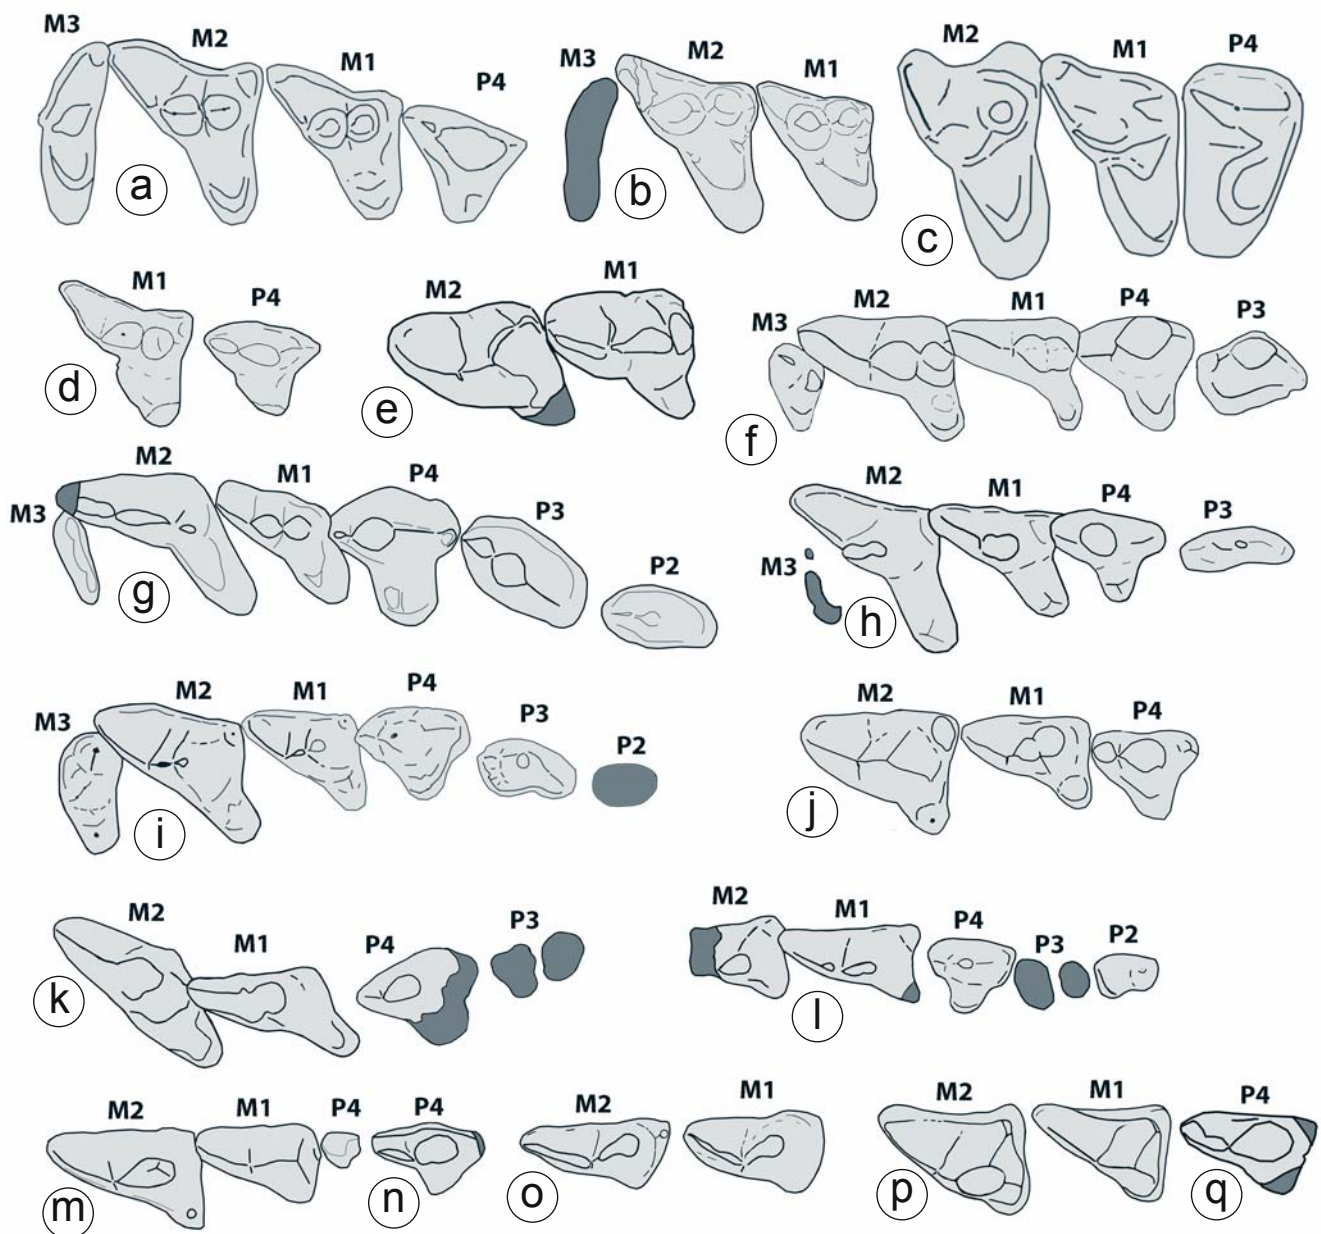 M3 M2 M1 P4
a
M3 M2 M1
b
M2 M1 P4
c
M1 P4
d
M2 M1
e
M3 M2 M1 P4 P3
f
M3 M2 M1 P4 P3 P2
g
M3 M2 M1 P4 P3
h
M3 M2 M1 P4 P3 P2
i
M2 M1 P4
j
M2 M1 P4 P3
k
M2 M1 P4 P3 P2
l
M2 M1 P4
m
P4
n
M2 M1
o
M2 M1
p
P4
q